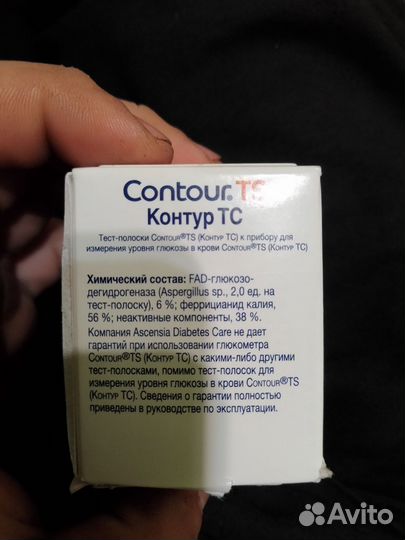 Contour.TS
Контур ТС
Тест-полоски CONTOUR®TS (КОНТУР ТС) к прибору для
измерения уровня глюкозы в крови CONTOUR®TS (КОНТУР ТС)
Химический состав: FAD-глюкозо-
дегидрогеназа (Aspergillus sp., 2,0 ед. на
тест-полоску), 6 %; феррицианид калия,
56 %; неактивные компоненты, 38 %.
Компания Ascensia Diabetes Care не дает
гарантий при использовании глюкометра
CONTOUR®TS (КОНТУР ТС) с какими-либо другими
тест-полосками, помимо тест-полосок для
измерения уровня глюкозы в крови CONTOUR®TS
(КОНТУР ТС). Сведения о гарантии полностью
приведены в руководстве по эксплуатации.
Avito